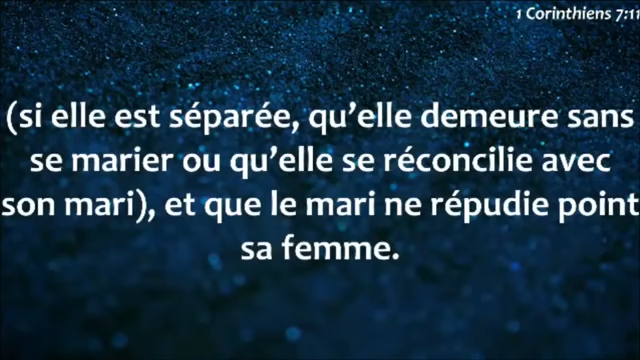 1 Corinthiens 7:11
(si elle est séparée, qu’elle demeure sans
se marier ou qu’elle se réconcilie avec
son mari), et que le mari ne répudie point
sa femme.